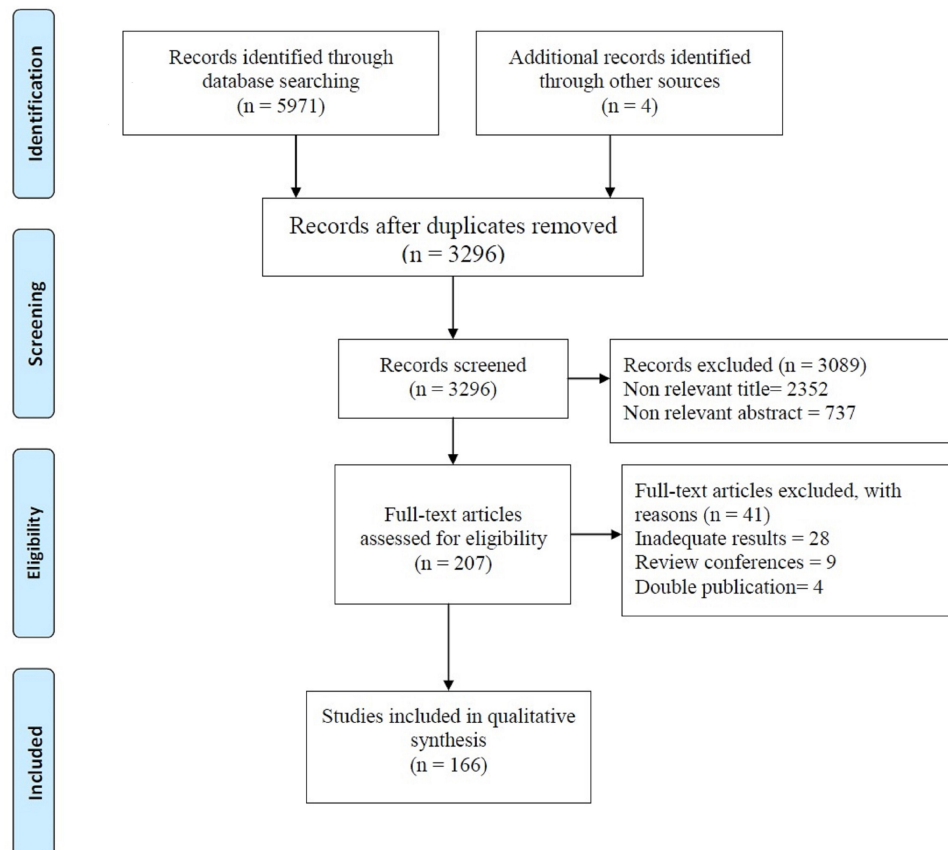 Identification
Records identified through
database searching
(n = 5971)
Additional records identified
through other sources
(n = 4)
Records after duplicates removed
(n = 3296)
Screening
Records screened
(n = 3296)
Records excluded (n = 3089)
Non relevant title= 2352
Non relevant abstract = 737
Eligibility
Full-text articles
assessed for eligibility
(n = 207)
Full-text articles excluded, with
reasons (n = 41)
Inadequate results = 28
Review conferences = 9
Double publication= 4
Included
Studies included in qualitative
synthesis
(n = 166)